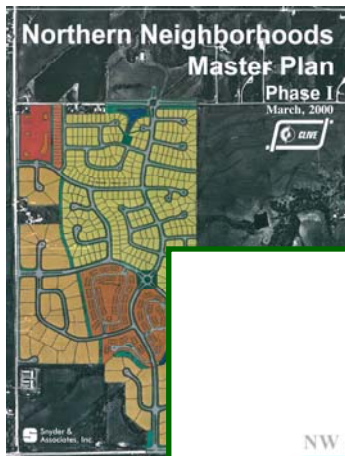 Northern Neighborhoods
Master Plan
Phase I
March, 2000
CLIVE
Snyder &
Associates, Inc.
NW